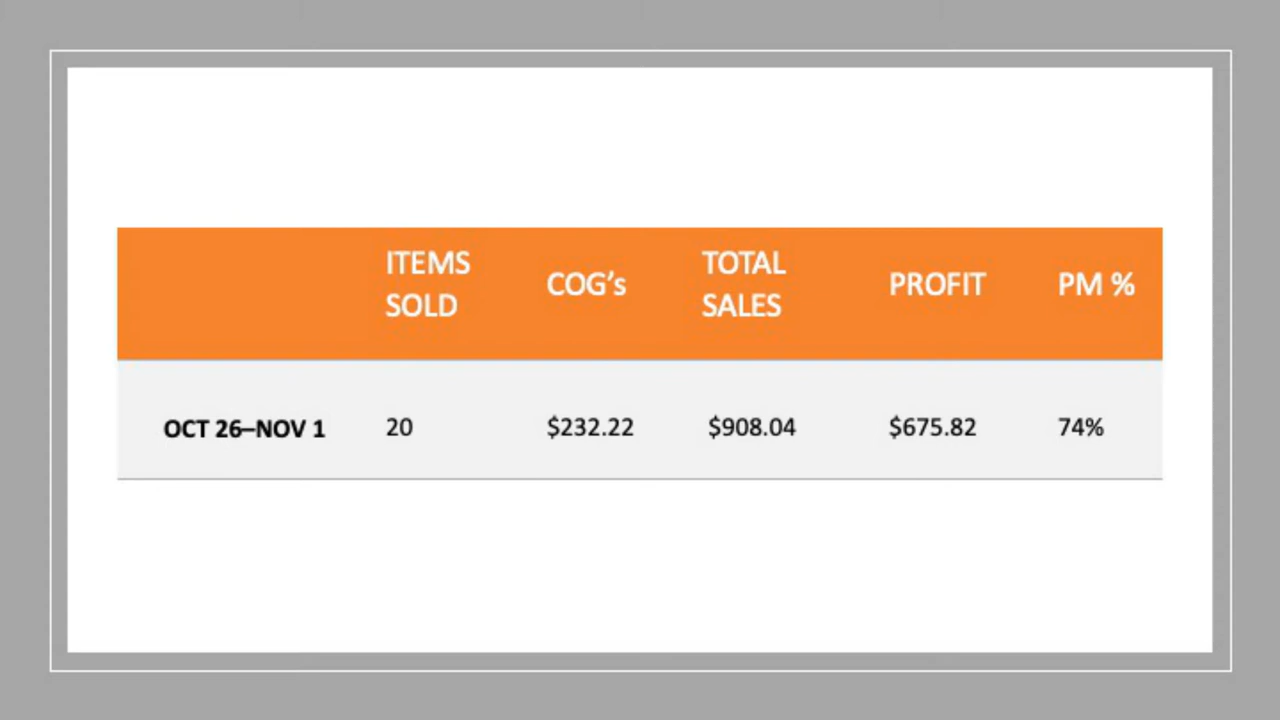 ITEMS SOLD
COG’s
TOTAL SALES
PROFIT
PM %
OCT 26–NOV 1
20
$232.22
$908.04
$675.82
74%